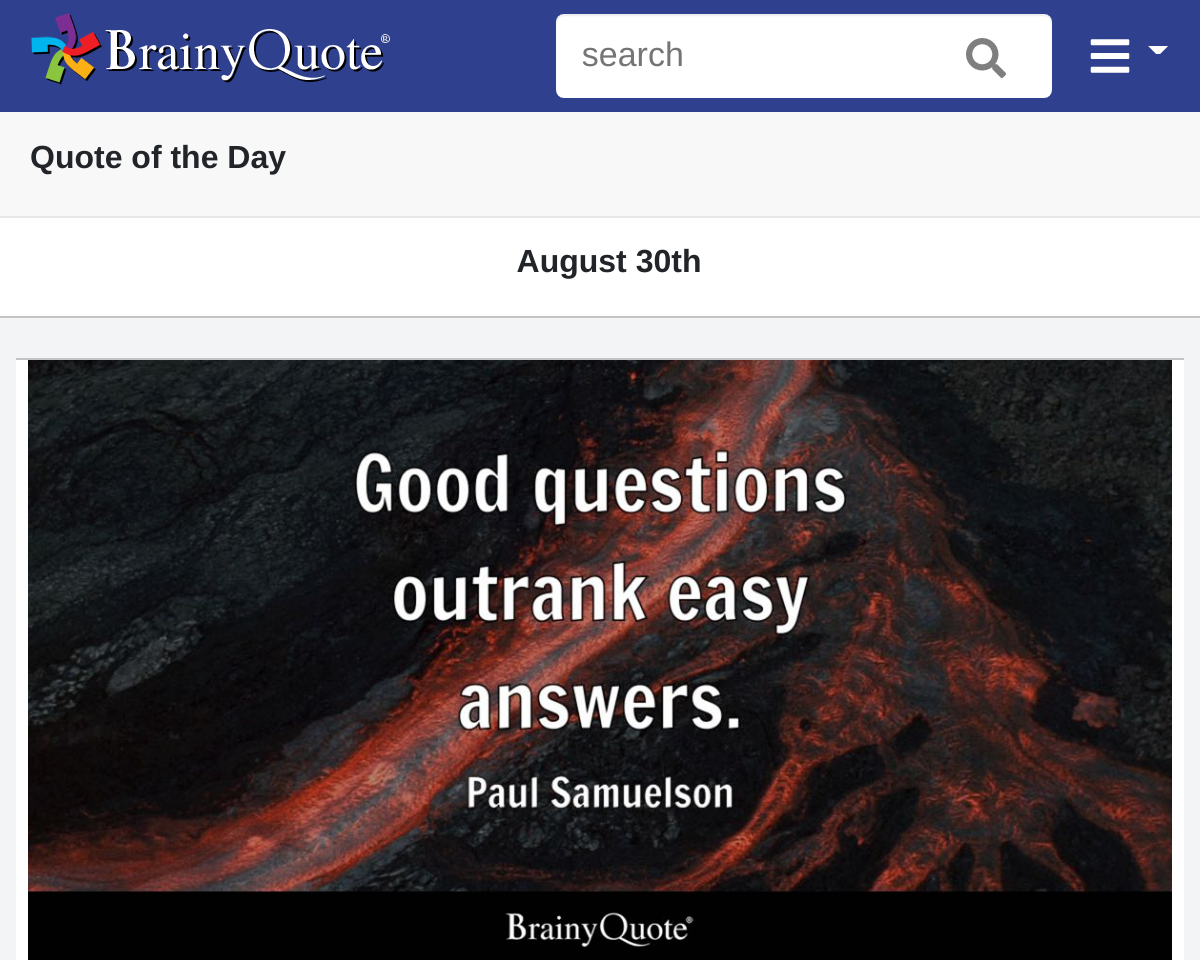 BrainyQuote®
search
Quote of the Day
August 30th
Good questions
outrank easy
answers.
Paul Samuelson
BrainyQuote®